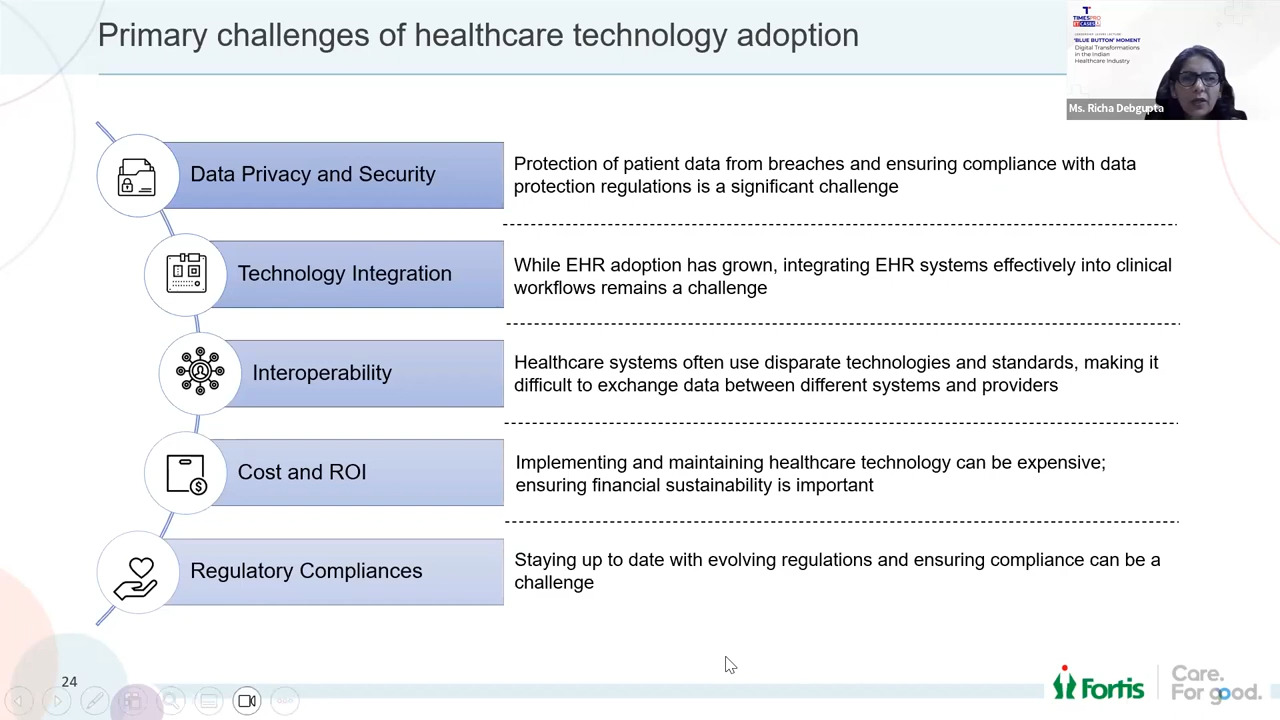 Primary challenges of healthcare technology adoption
TIMESPRO
CASES
'BLUE BUTTON' MOMENT
Digital Transformations
in the Indian
Healthcare Industry
Ms. Richa Debgupta
Data Privacy and Security
Protection of patient data from breaches and ensuring compliance with data
protection regulations is a significant challenge
Technology Integration
While EHR adoption has grown, integrating EHR systems effectively into clinical
workflows remains a challenge
Interoperability
Healthcare systems often use disparate technologies and standards, making it
difficult to exchange data between different systems and providers
Cost and ROI
Implementing and maintaining healthcare technology can be expensive;
ensuring financial sustainability is important
Regulatory Compliances
Staying up to date with evolving regulations and ensuring compliance can be a
challenge
24
Fortis
Care.
For good.